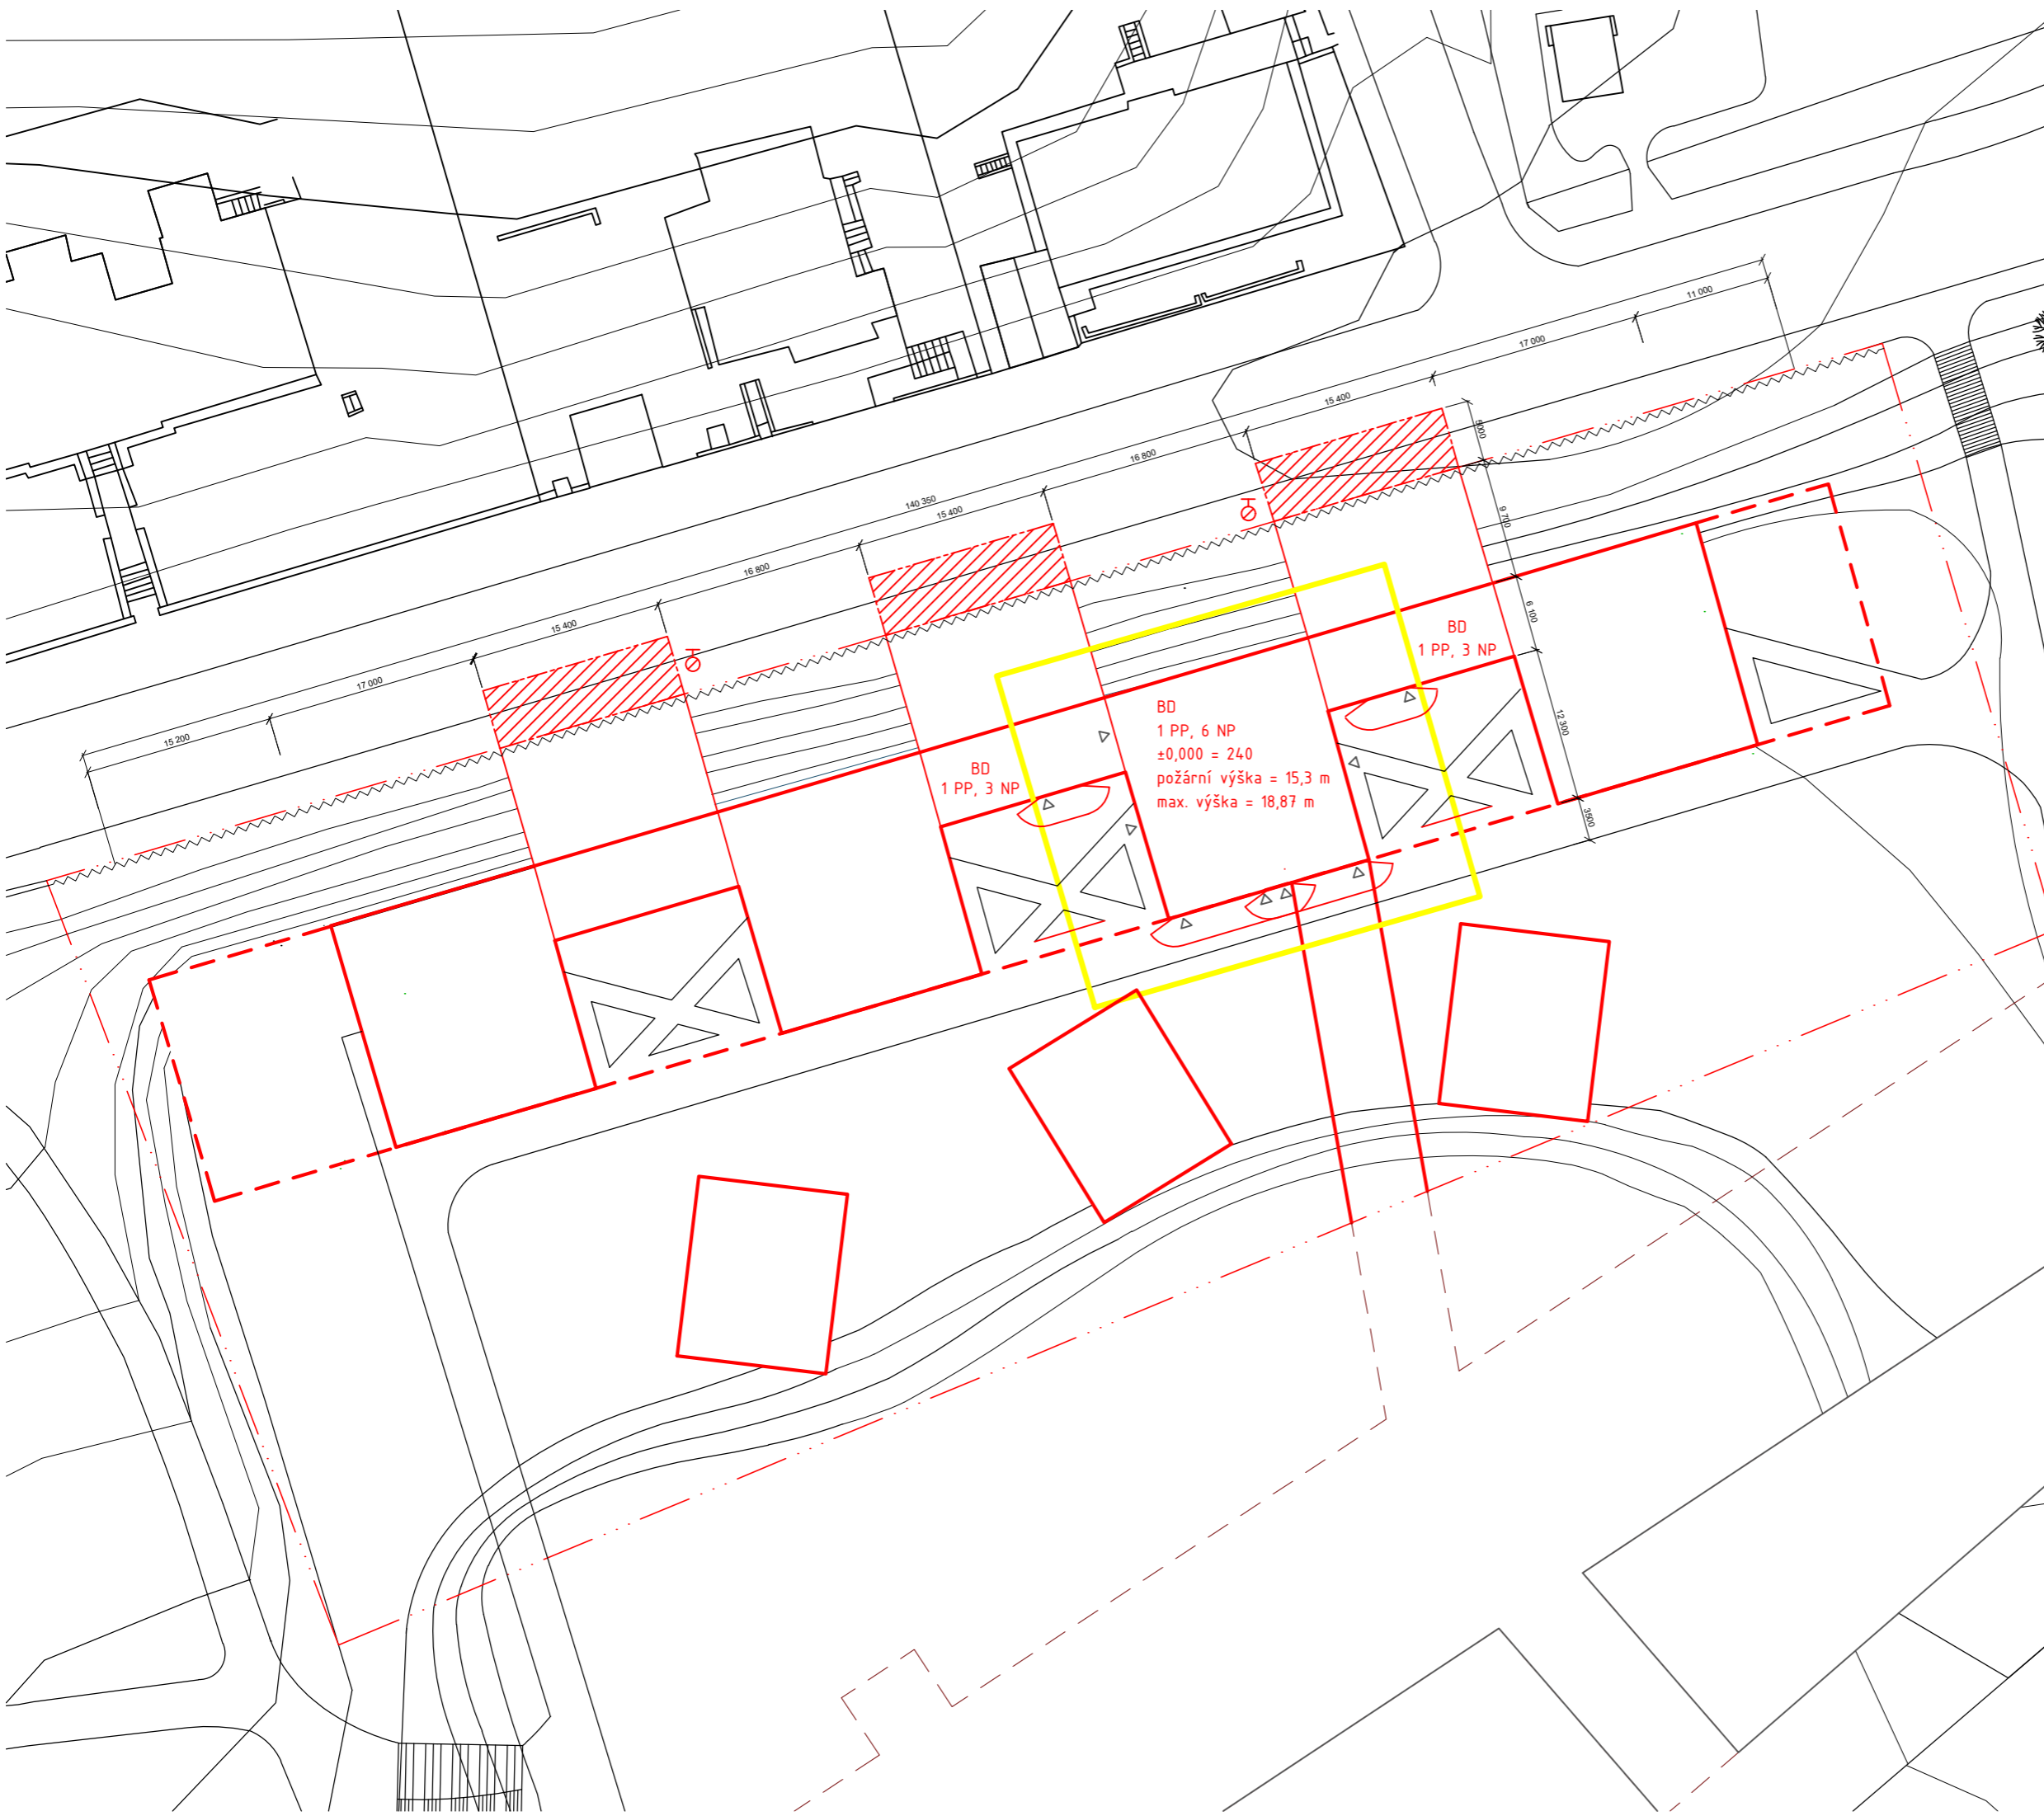 11 000
17 000
15 400
5000
16 800
140 350
15 400
9 700
16 800
15 400
6 100
BD
1 PP, 3 NP
17 000
BD
1 PP, 6 NP
±0,000 = 240
požární výška = 15,3 m
max. výška = 18,87 m
12 300
15 200
BD
1 PP, 3 NP
3500